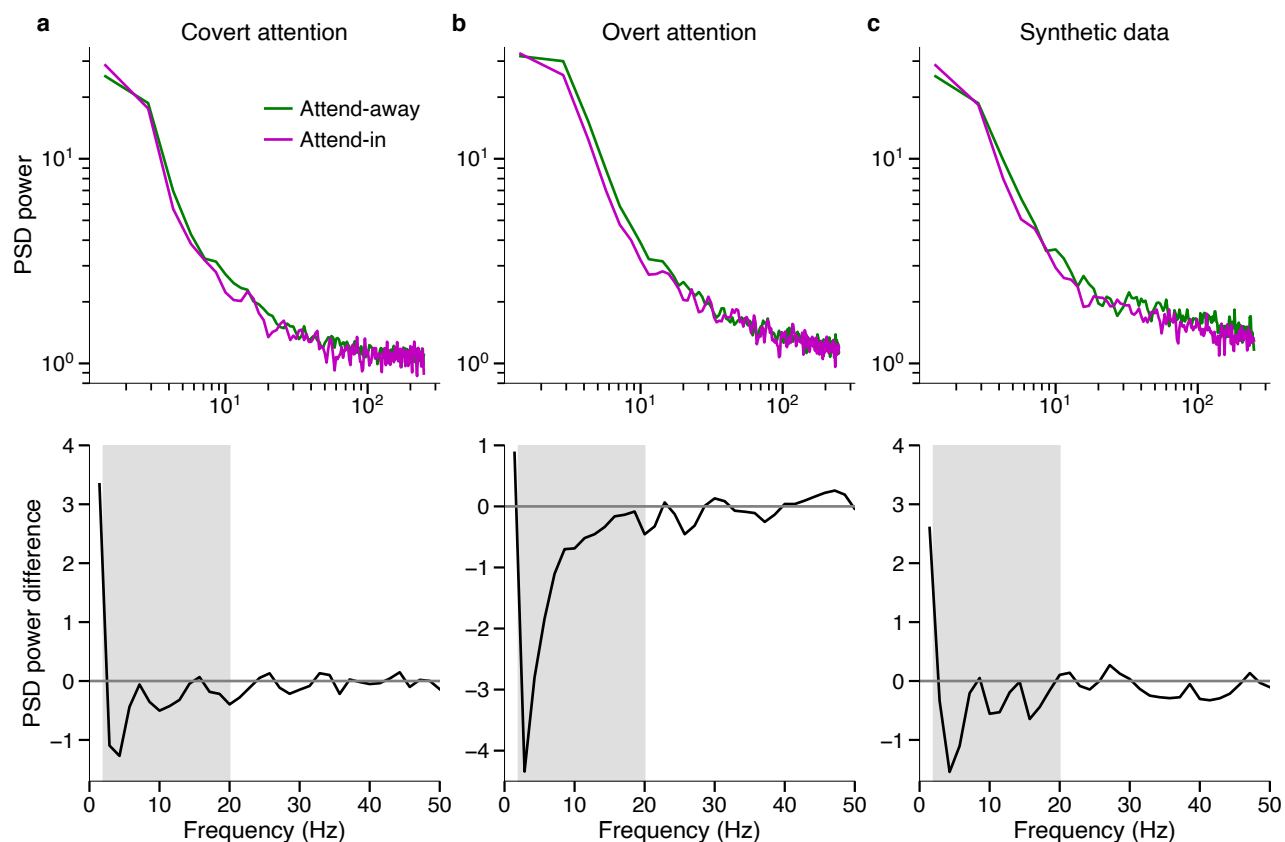 a Covert attention
b Overt attention
c Synthetic data
Attend-away
Attend-in
PSD power
10¹
10⁰
10¹ 10²
10¹
10⁰
10¹ 10²
10¹
10⁰
10¹ 10²
PSD power difference
4
3
2
1
0
−1
0 10 20 30 40 50
Frequency (Hz)
1
0
−1
−2
−3
−4
0 10 20 30 40 50
Frequency (Hz)
4
3
2
1
0
−1
0 10 20 30 40 50
Frequency (Hz)